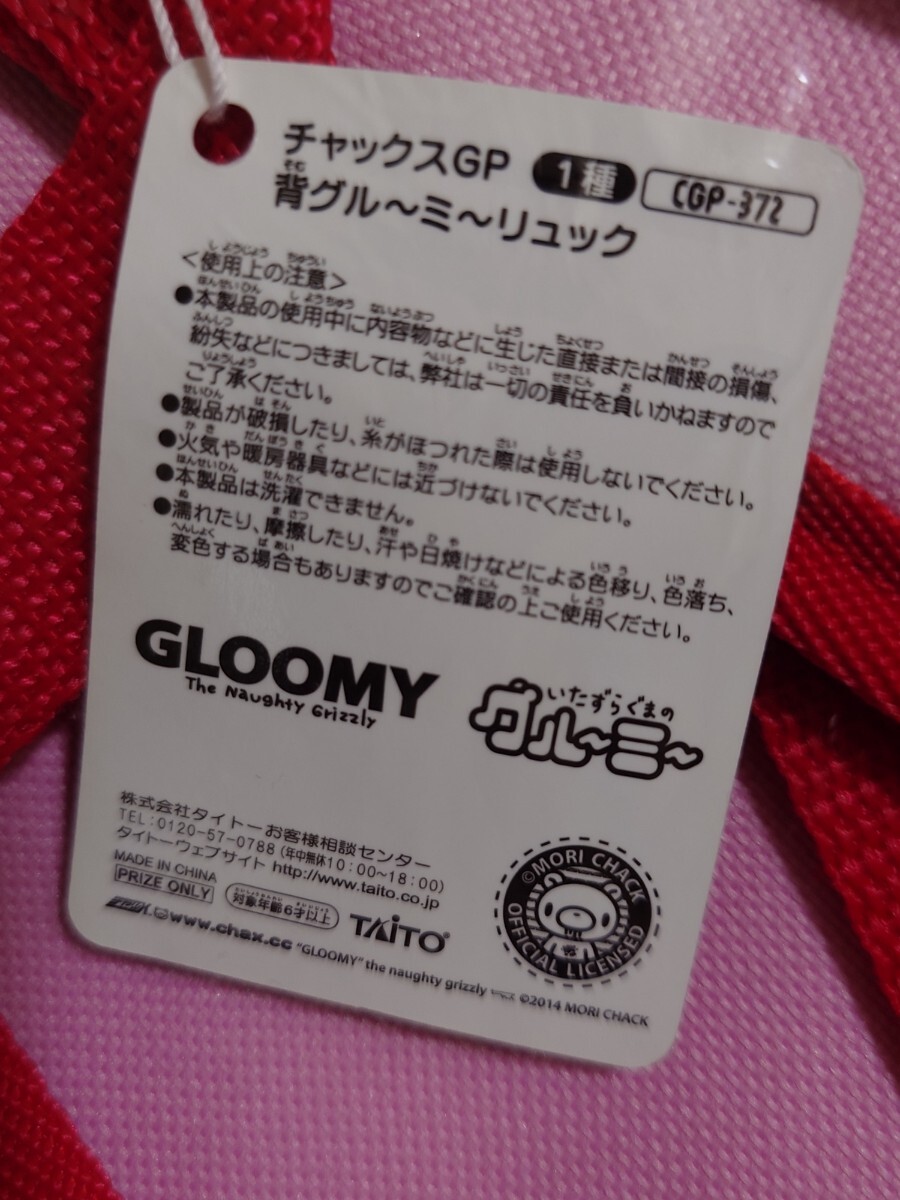 チャックスGP 1種 CGP-372
背グル〜ミ〜リュック
<使用上の注意>
●本製品の使用中に内容物などに生じた直接または間接の損傷、
紛失などにつきましては、弊社は一切の責任を負いかねますので
ご了承ください。
●製品が破損したり、糸がほつれた際は使用しないでください。
●火気や暖房器具などには近づけないでください。
●本製品は洗濯できません。
●濡れたり、摩擦したり、汗や日焼けなどによる色移り、色落ち、
変色する場合もありますのでご確認の上ご使用ください。
GLOOMY
The Naughty Grizzly
いたずらぐまの
グル〜ミ〜
株式会社タイトーお客様相談センター
TEL:0120-57-0788 (年中無休10:00~18:00)
タイトーウェブサイト http://www.taito.co.jp
MADE IN CHINA
PRIZE ONLY 対象年齢6才以上 TAITO
www.chax.cc "GLOOMY" the naughty grizzly ©2014 MORI CHACK
©MORI CHACK
OFFICIAL LICENSED